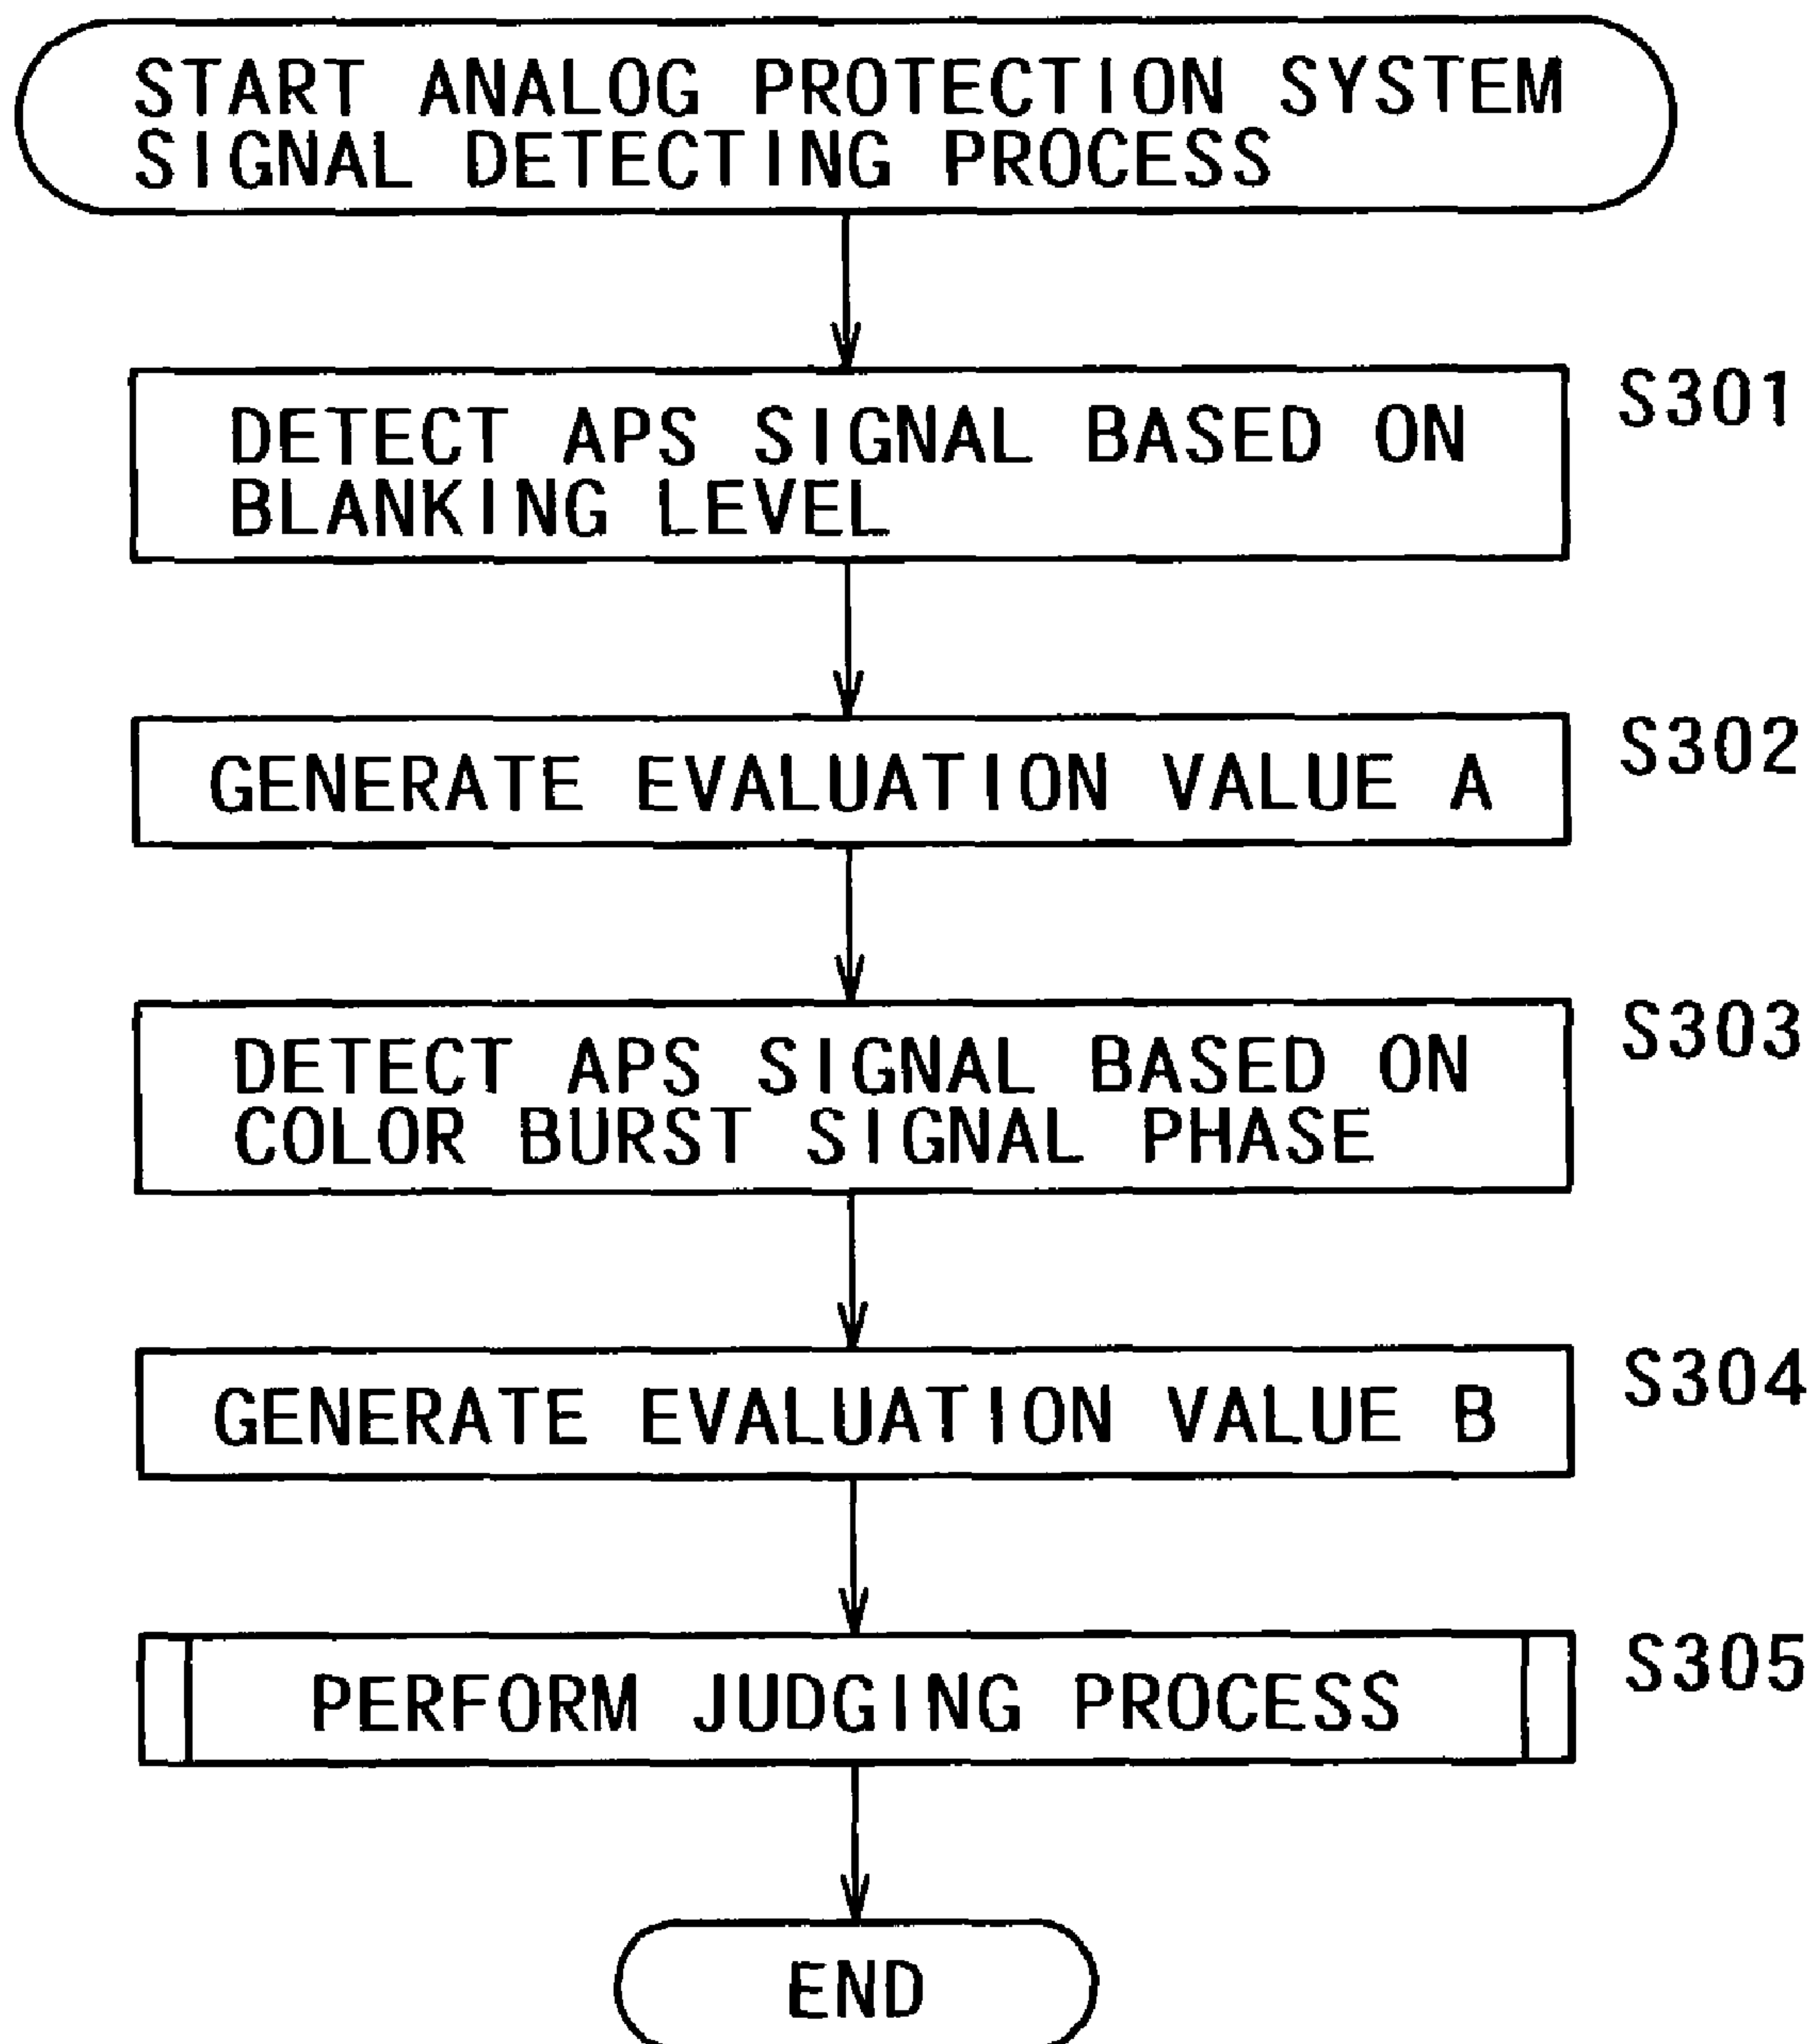 START ANALOG PROTECTION SYSTEM
SIGNAL DETECTING PROCESS
S301
DETECT APS SIGNAL BASED ON
BLANKING LEVEL
S302
GENERATE EVALUATION VALUE A
S303
DETECT APS SIGNAL BASED ON
COLOR BURST SIGNAL PHASE
S304
GENERATE EVALUATION VALUE B
S305
PERFORM JUDGING PROCESS
END